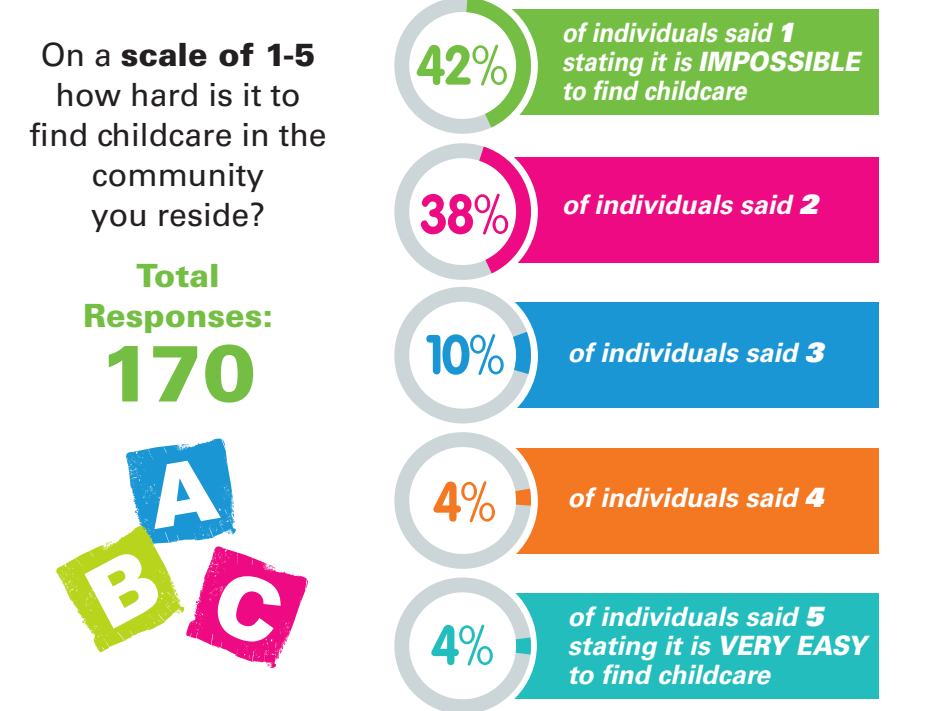 On a scale of 1-5
how hard is it to
find childcare in the
community
you reside?
Total
Responses:
170
A
B
C
42%
of individuals said 1
stating it is IMPOSSIBLE
to find childcare
38%
of individuals said 2
10%
of individuals said 3
4%
of individuals said 4
4%
of individuals said 5
stating it is VERY EASY
to find childcare